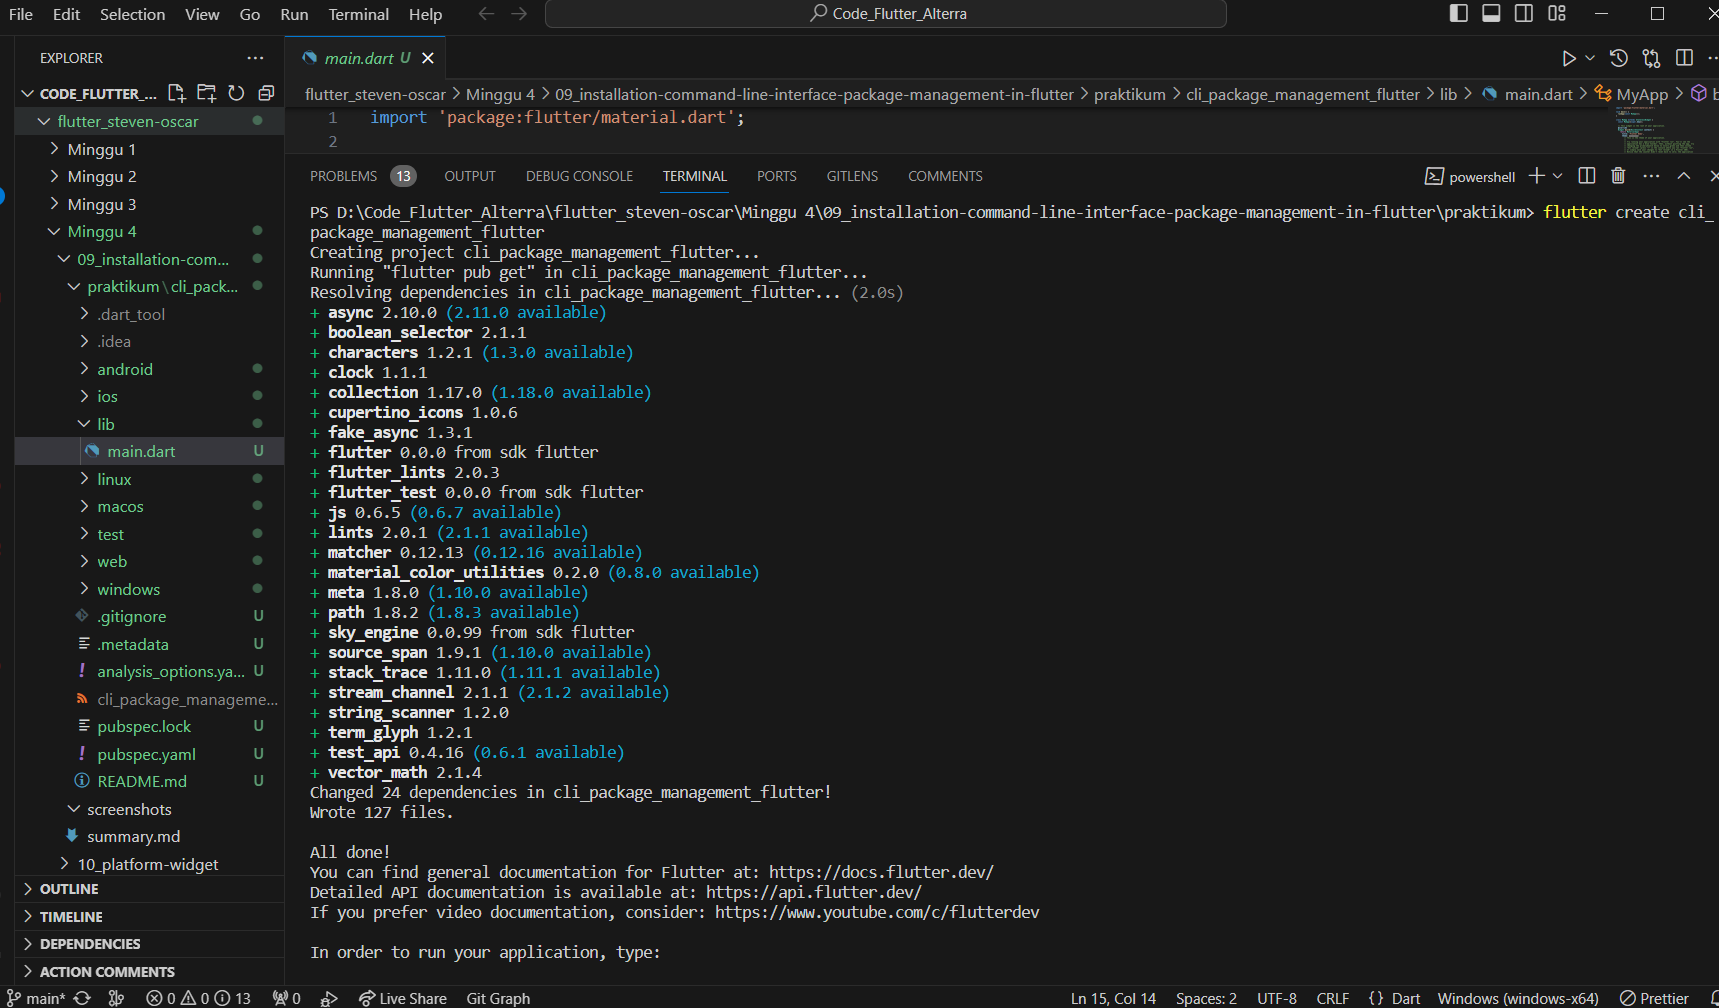 File Edit Selection View Go Run Terminal Help
Code_Flutter_Alterra
EXPLORER
CODE_FLUTTER_...
flutter_steven-oscar
Minggu 1
Minggu 2
Minggu 3
Minggu 4
09_installation-com...
praktikum\cli_pack...
.dart_tool
.idea
android
ios
lib
main.dart U
linux
macos
test
web
windows
.gitignore U
.metadata U
analysis_options.ya... U
cli_package_manageme...
pubspec.lock U
pubspec.yaml U
README.md U
screenshots
summary.md
10_platform-widget
OUTLINE
TIMELINE
DEPENDENCIES
ACTION COMMENTS
main.dart U
flutter_steven-oscar > Minggu 4 > 09_installation-command-line-interface-package-management-in-flutter > praktikum > cli_package_management_flutter > lib > main.dart > MyApp > b
1 import 'package:flutter/material.dart';
2
PROBLEMS 13 OUTPUT DEBUG CONSOLE TERMINAL PORTS GITLENS COMMENTS
powershell
PS D:\Code_Flutter_Alterra\flutter_steven-oscar\Minggu 4\09_installation-command-line-interface-package-management-in-flutter\praktikum> flutter create cli_
package_management_flutter
Creating project cli_package_management_flutter...
Running "flutter pub get" in cli_package_management_flutter...
Resolving dependencies in cli_package_management_flutter... (2.0s)
+ async 2.10.0 (2.11.0 available)
+ boolean_selector 2.1.1
+ characters 1.2.1 (1.3.0 available)
+ clock 1.1.1
+ collection 1.17.0 (1.18.0 available)
+ cupertino_icons 1.0.6
+ fake_async 1.3.1
+ flutter 0.0.0 from sdk flutter
+ flutter_lints 2.0.3
+ flutter_test 0.0.0 from sdk flutter
+ js 0.6.5 (0.6.7 available)
+ lints 2.0.1 (2.1.1 available)
+ matcher 0.12.13 (0.12.16 available)
+ material_color_utilities 0.2.0 (0.8.0 available)
+ meta 1.8.0 (1.10.0 available)
+ path 1.8.2 (1.8.3 available)
+ sky_engine 0.0.99 from sdk flutter
+ source_span 1.9.1 (1.10.0 available)
+ stack_trace 1.11.0 (1.11.1 available)
+ stream_channel 2.1.1 (2.1.2 available)
+ string_scanner 1.2.0
+ term_glyph 1.2.1
+ test_api 0.4.16 (0.6.1 available)
+ vector_math 2.1.4
Changed 24 dependencies in cli_package_management_flutter!
Wrote 127 files.
All done!
You can find general documentation for Flutter at: https://docs.flutter.dev/
Detailed API documentation is available at: https://api.flutter.dev/
If you prefer video documentation, consider: https://www.youtube.com/c/flutterdev
In order to run your application, type:
main* 0 0 13 0 Live Share Git Graph Ln 15, Col 14 Spaces: 2 UTF-8 CRLF {} Dart Windows (windows-x64) Prettier